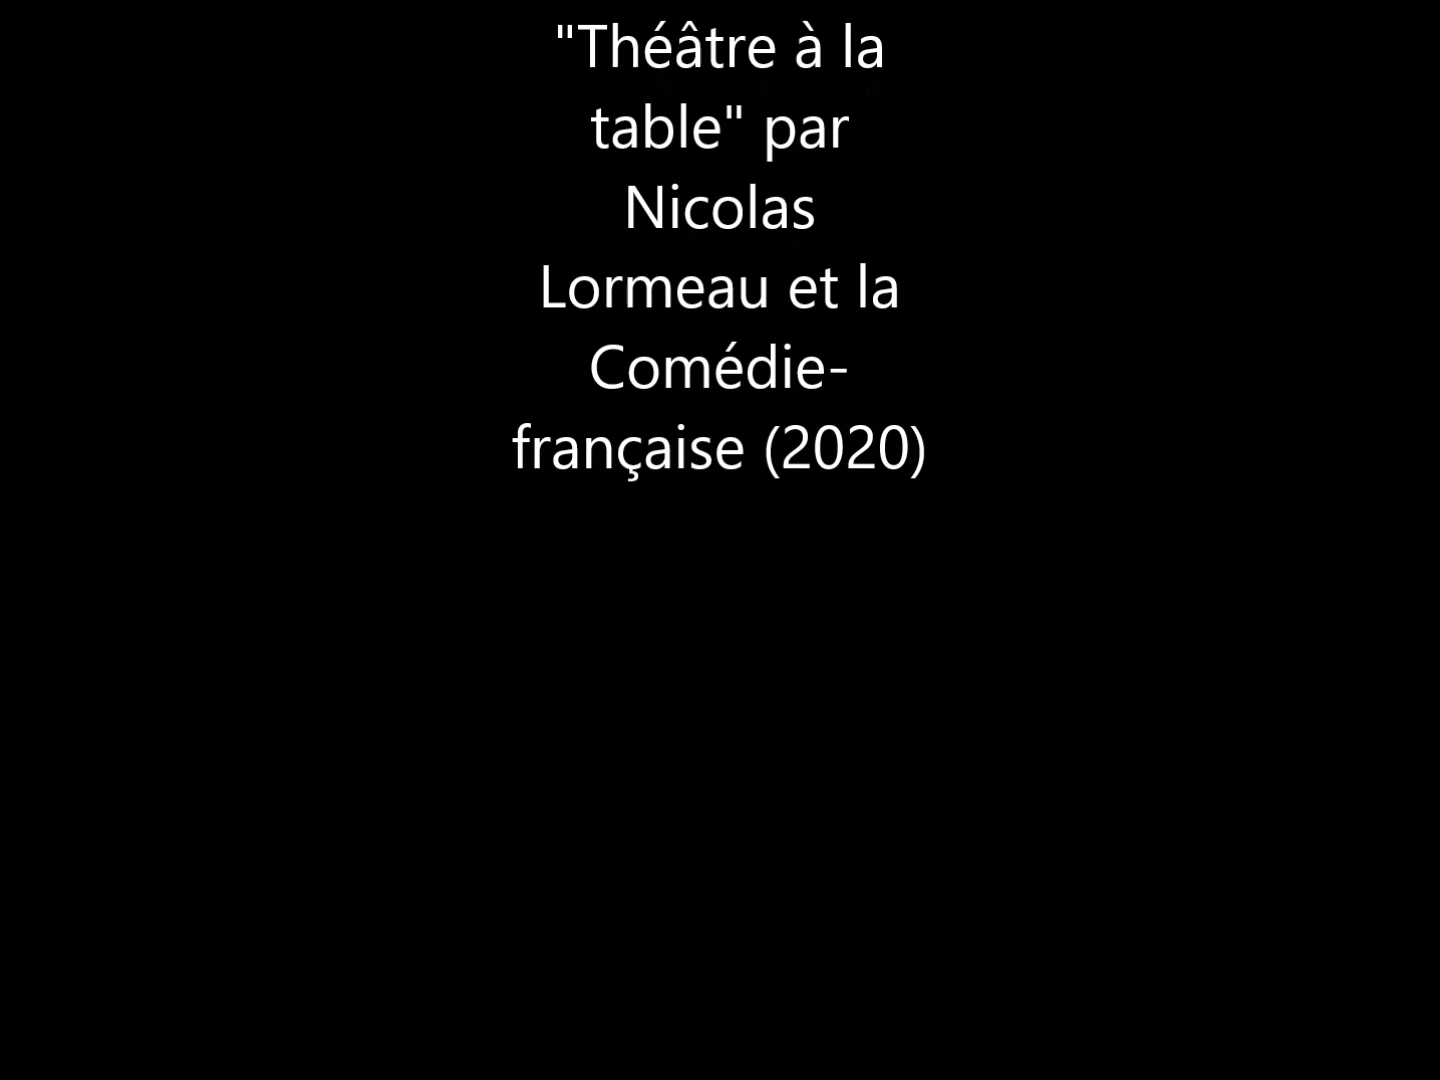 "Théâtre à la
table" par
Nicolas
Lormeau et la
Comédie-
française (2020)